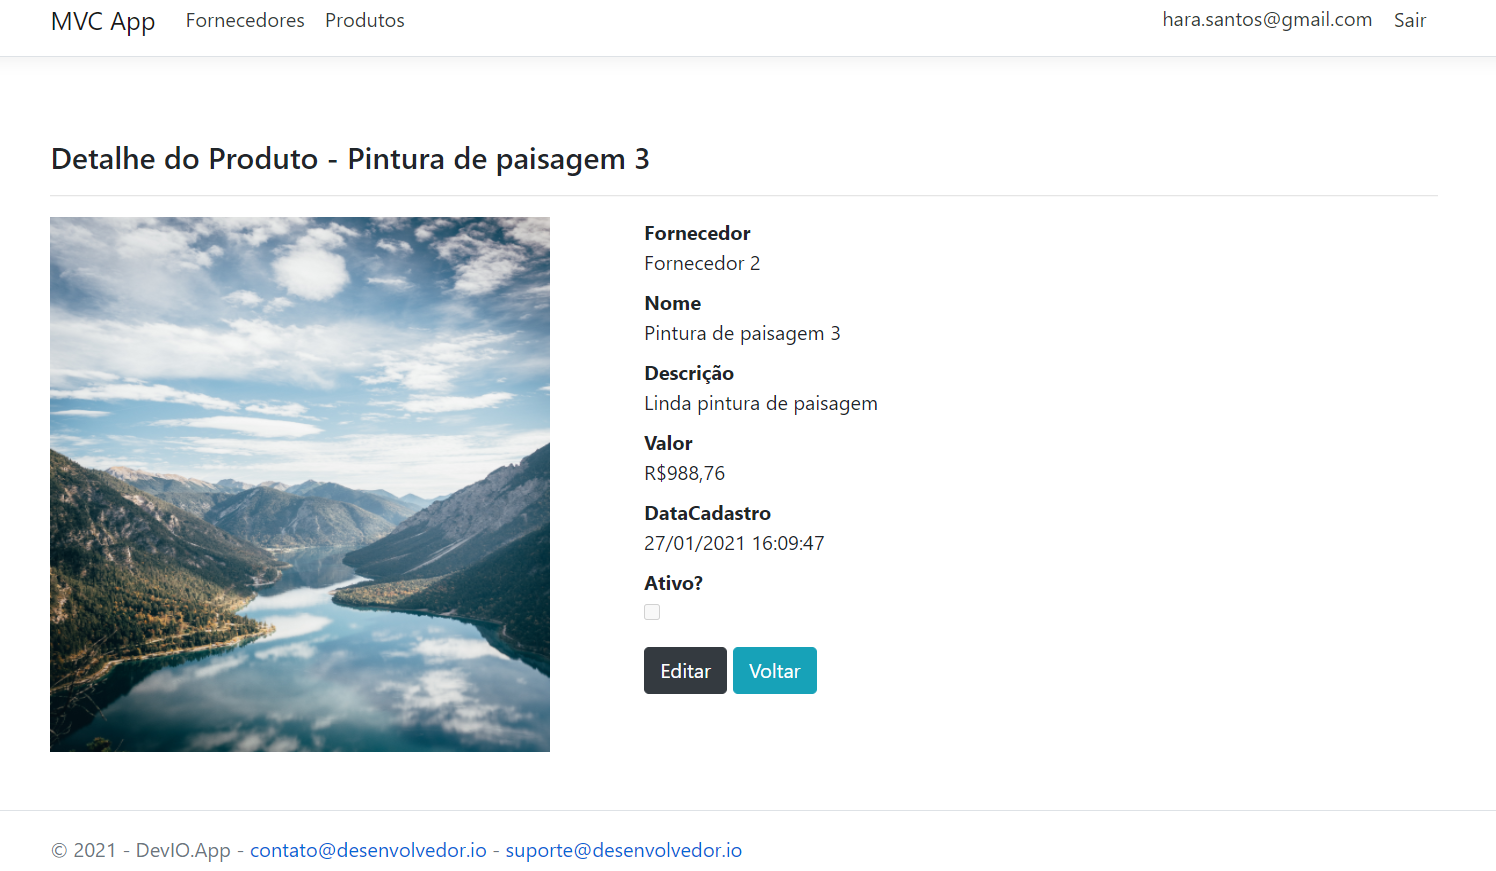 MVC App Fornecedores Produtos hara.santos@gmail.com Sair
Detalhe do Produto - Pintura de paisagem 3
Fornecedor
Fornecedor 2
Nome
Pintura de paisagem 3
Descrição
Linda pintura de paisagem
Valor
R$988,76
DataCadastro
27/01/2021 16:09:47
Ativo?
Editar Voltar
© 2021 - DevIO.App - contato@desenvolvedor.io - suporte@desenvolvedor.io